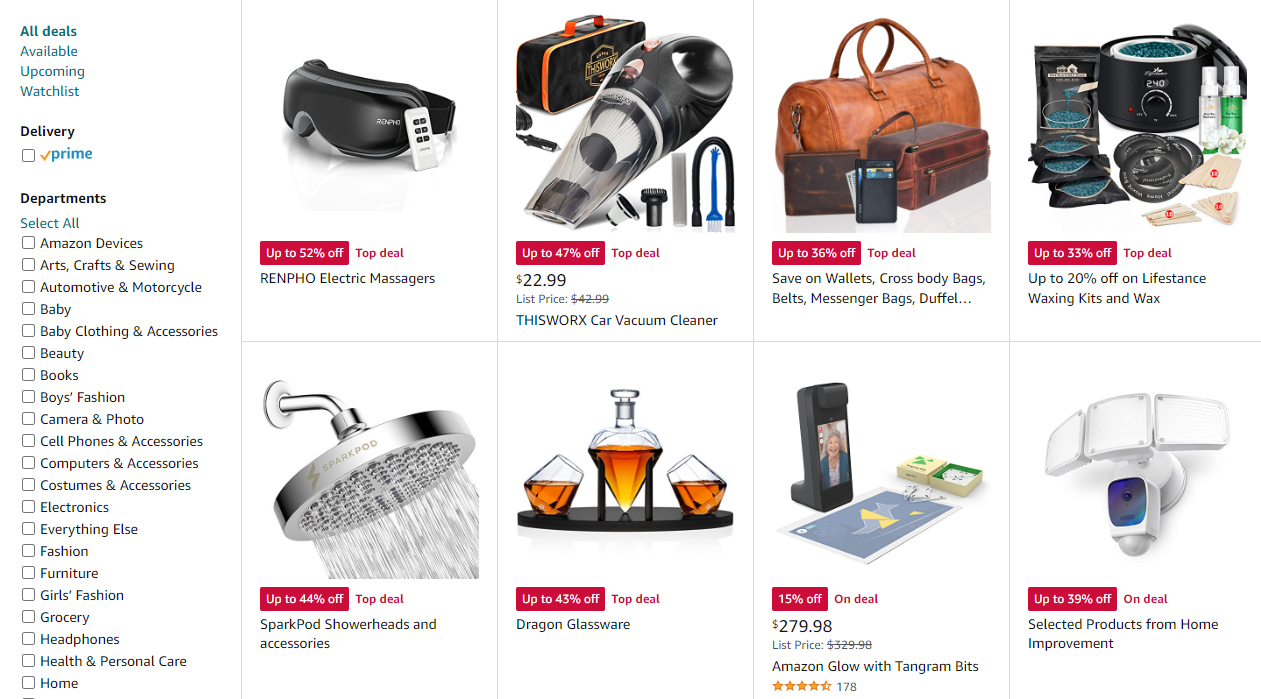 All deals
Available
Upcoming
Watchlist
Delivery
prime
Departments
Select All
Amazon Devices
Arts, Crafts & Sewing
Automotive & Motorcycle
Baby
Baby Clothing & Accessories
Beauty
Books
Boys' Fashion
Camera & Photo
Cell Phones & Accessories
Computers & Accessories
Costumes & Accessories
Electronics
Everything Else
Fashion
Furniture
Girls' Fashion
Grocery
Headphones
Health & Personal Care
Home
RENPHO
Up to 52% off Top deal
RENPHO Electric Massagers
THISWORX
Up to 47% off Top deal
$22.99
List Price: $42.99
THISWORX Car Vacuum Cleaner
Up to 36% off Top deal
Save on Wallets, Cross body Bags,
Belts, Messenger Bags, Duffel...
240
Up to 33% off Top deal
Up to 20% off on Lifestance
Waxing Kits and Wax
SPARKPOD
Up to 44% off Top deal
SparkPod Showerheads and
accessories
Up to 43% off Top deal
Dragon Glassware
15% off On deal
$279.98
List Price: $329.98
Amazon Glow with Tangram Bits
178
Up to 39% off On deal
Selected Products from Home
Improvement